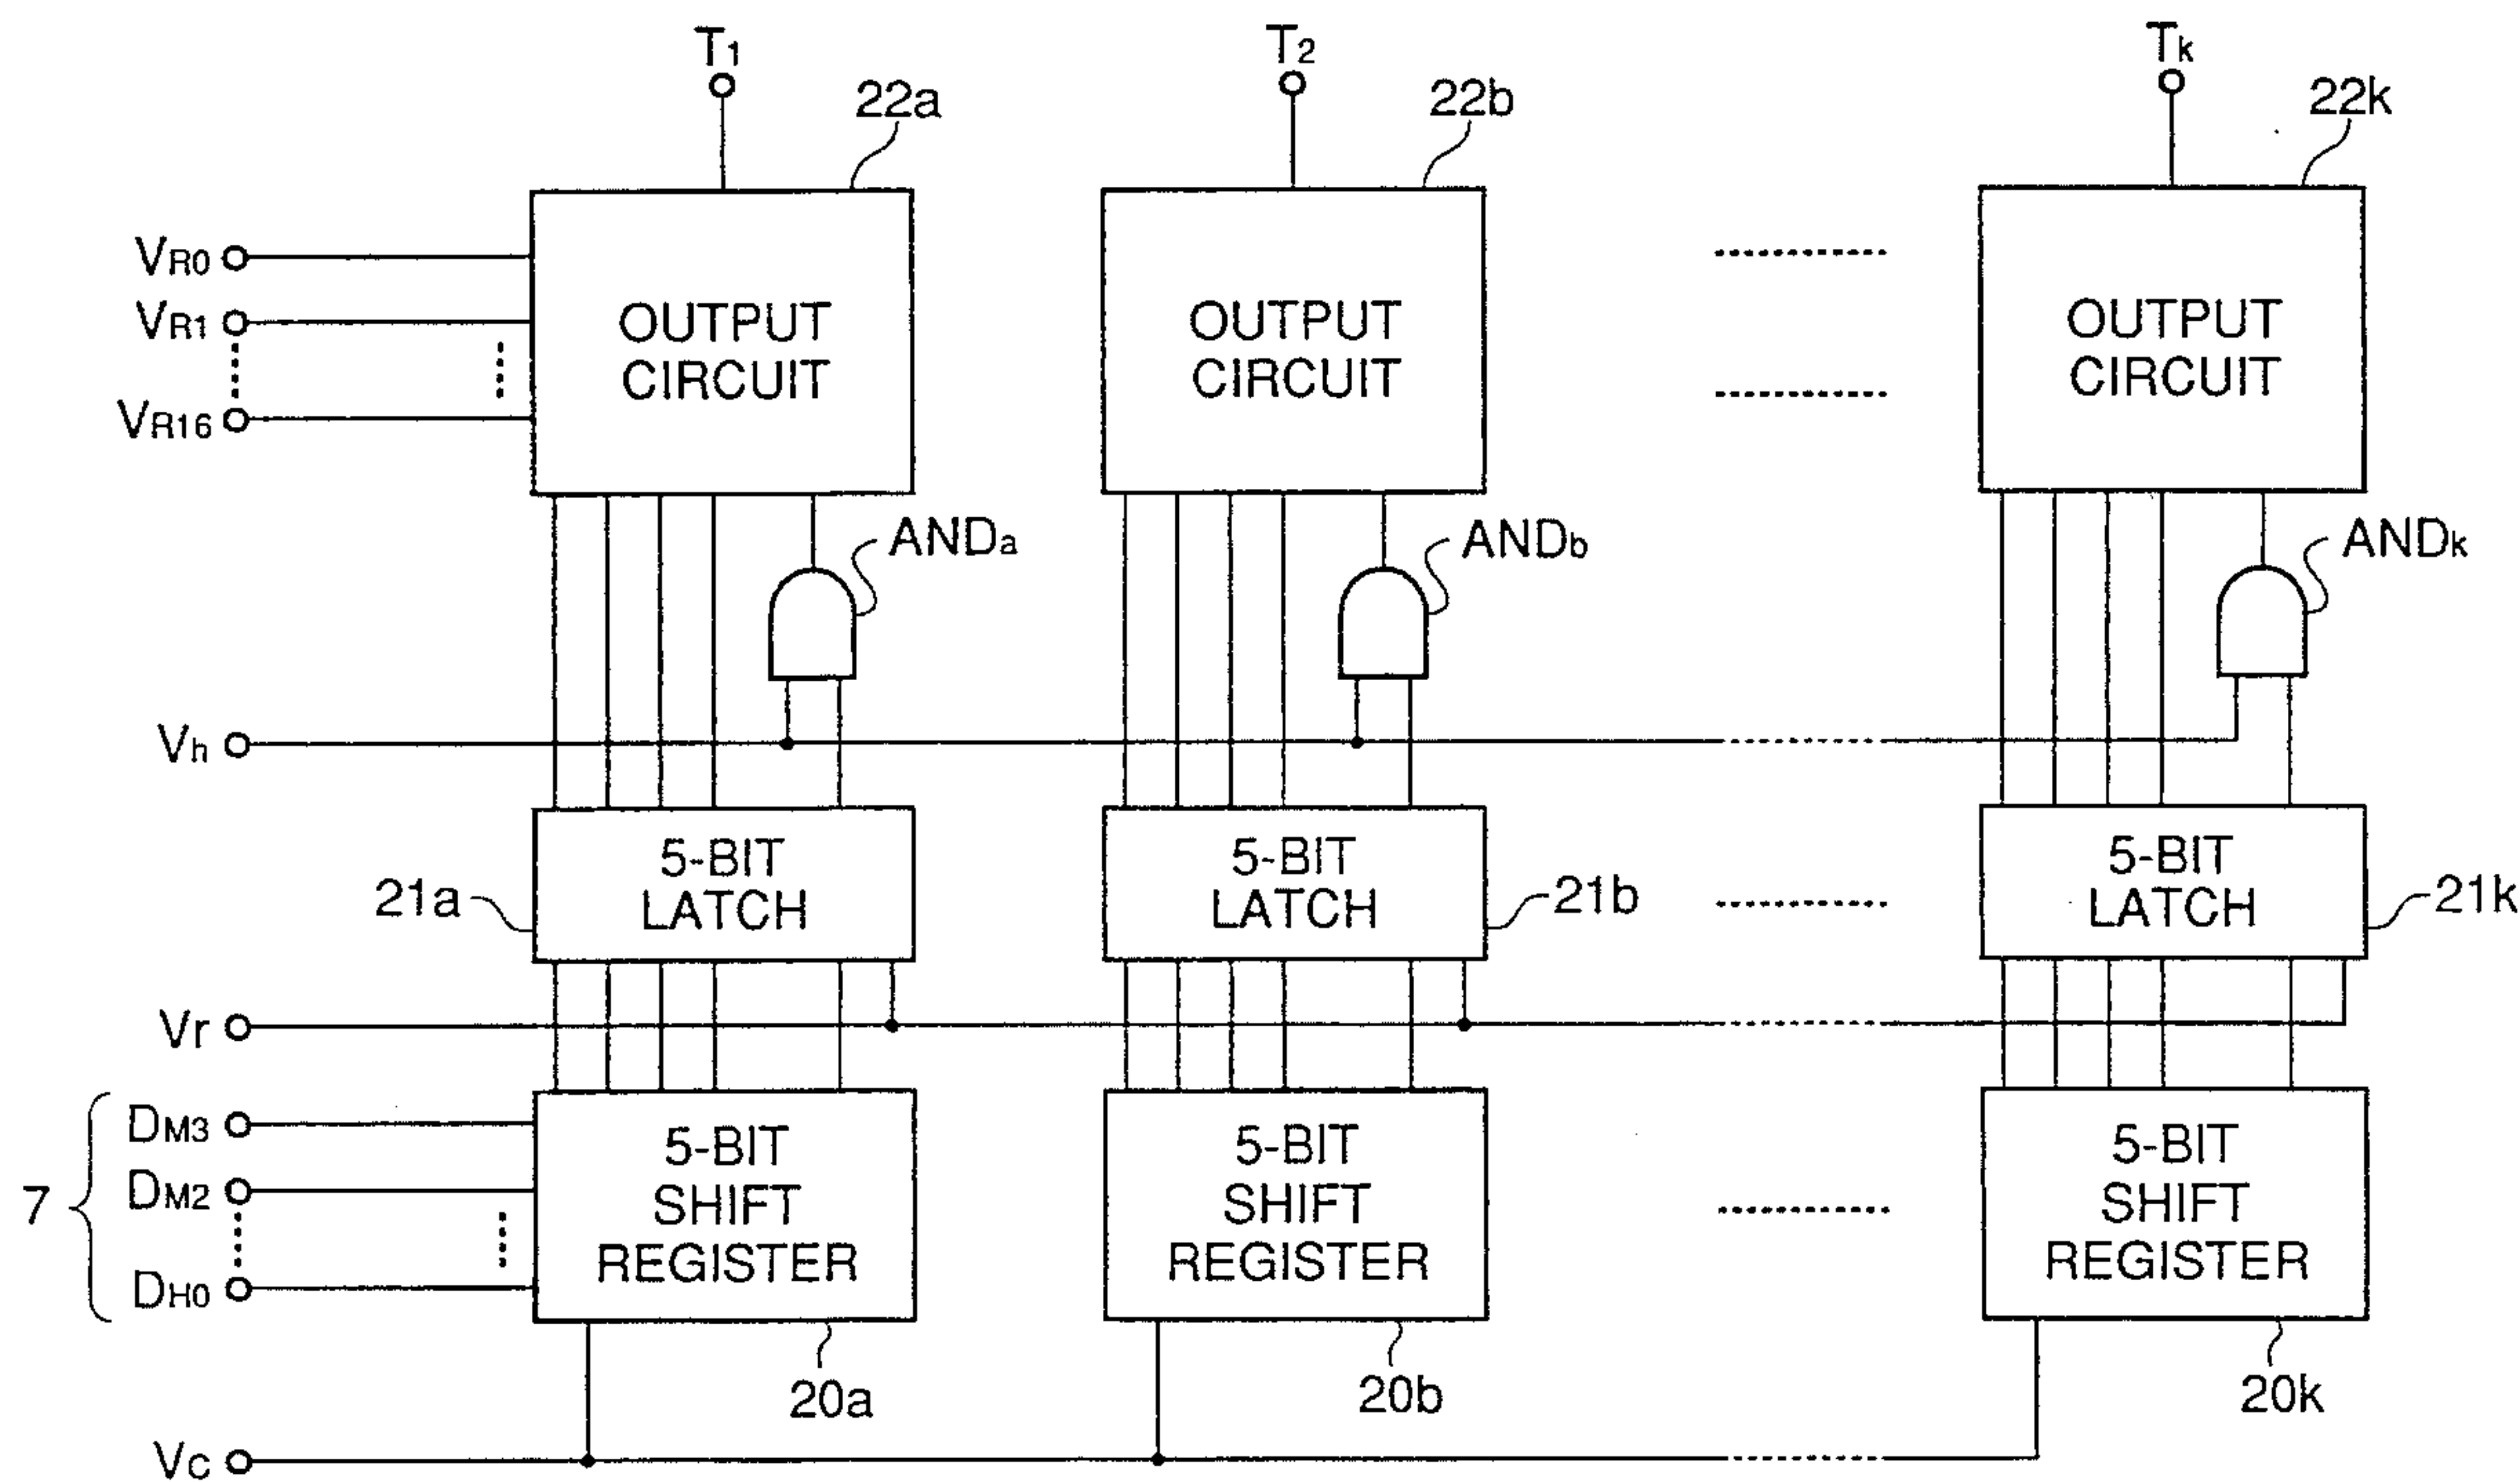 T1
T2
Tk
22a
22b
22k
VR0
VR1
VR16
OUTPUT
CIRCUIT
OUTPUT
CIRCUIT
OUTPUT
CIRCUIT
ANDa
ANDb
ANDk
Vh
5-BIT
LATCH
5-BIT
LATCH
5-BIT
LATCH
21a
21b
21k
Vr
7
DM3
DM2
DH0
5-BIT
SHIFT
REGISTER
5-BIT
SHIFT
REGISTER
5-BIT
SHIFT
REGISTER
20a
20b
20k
Vc